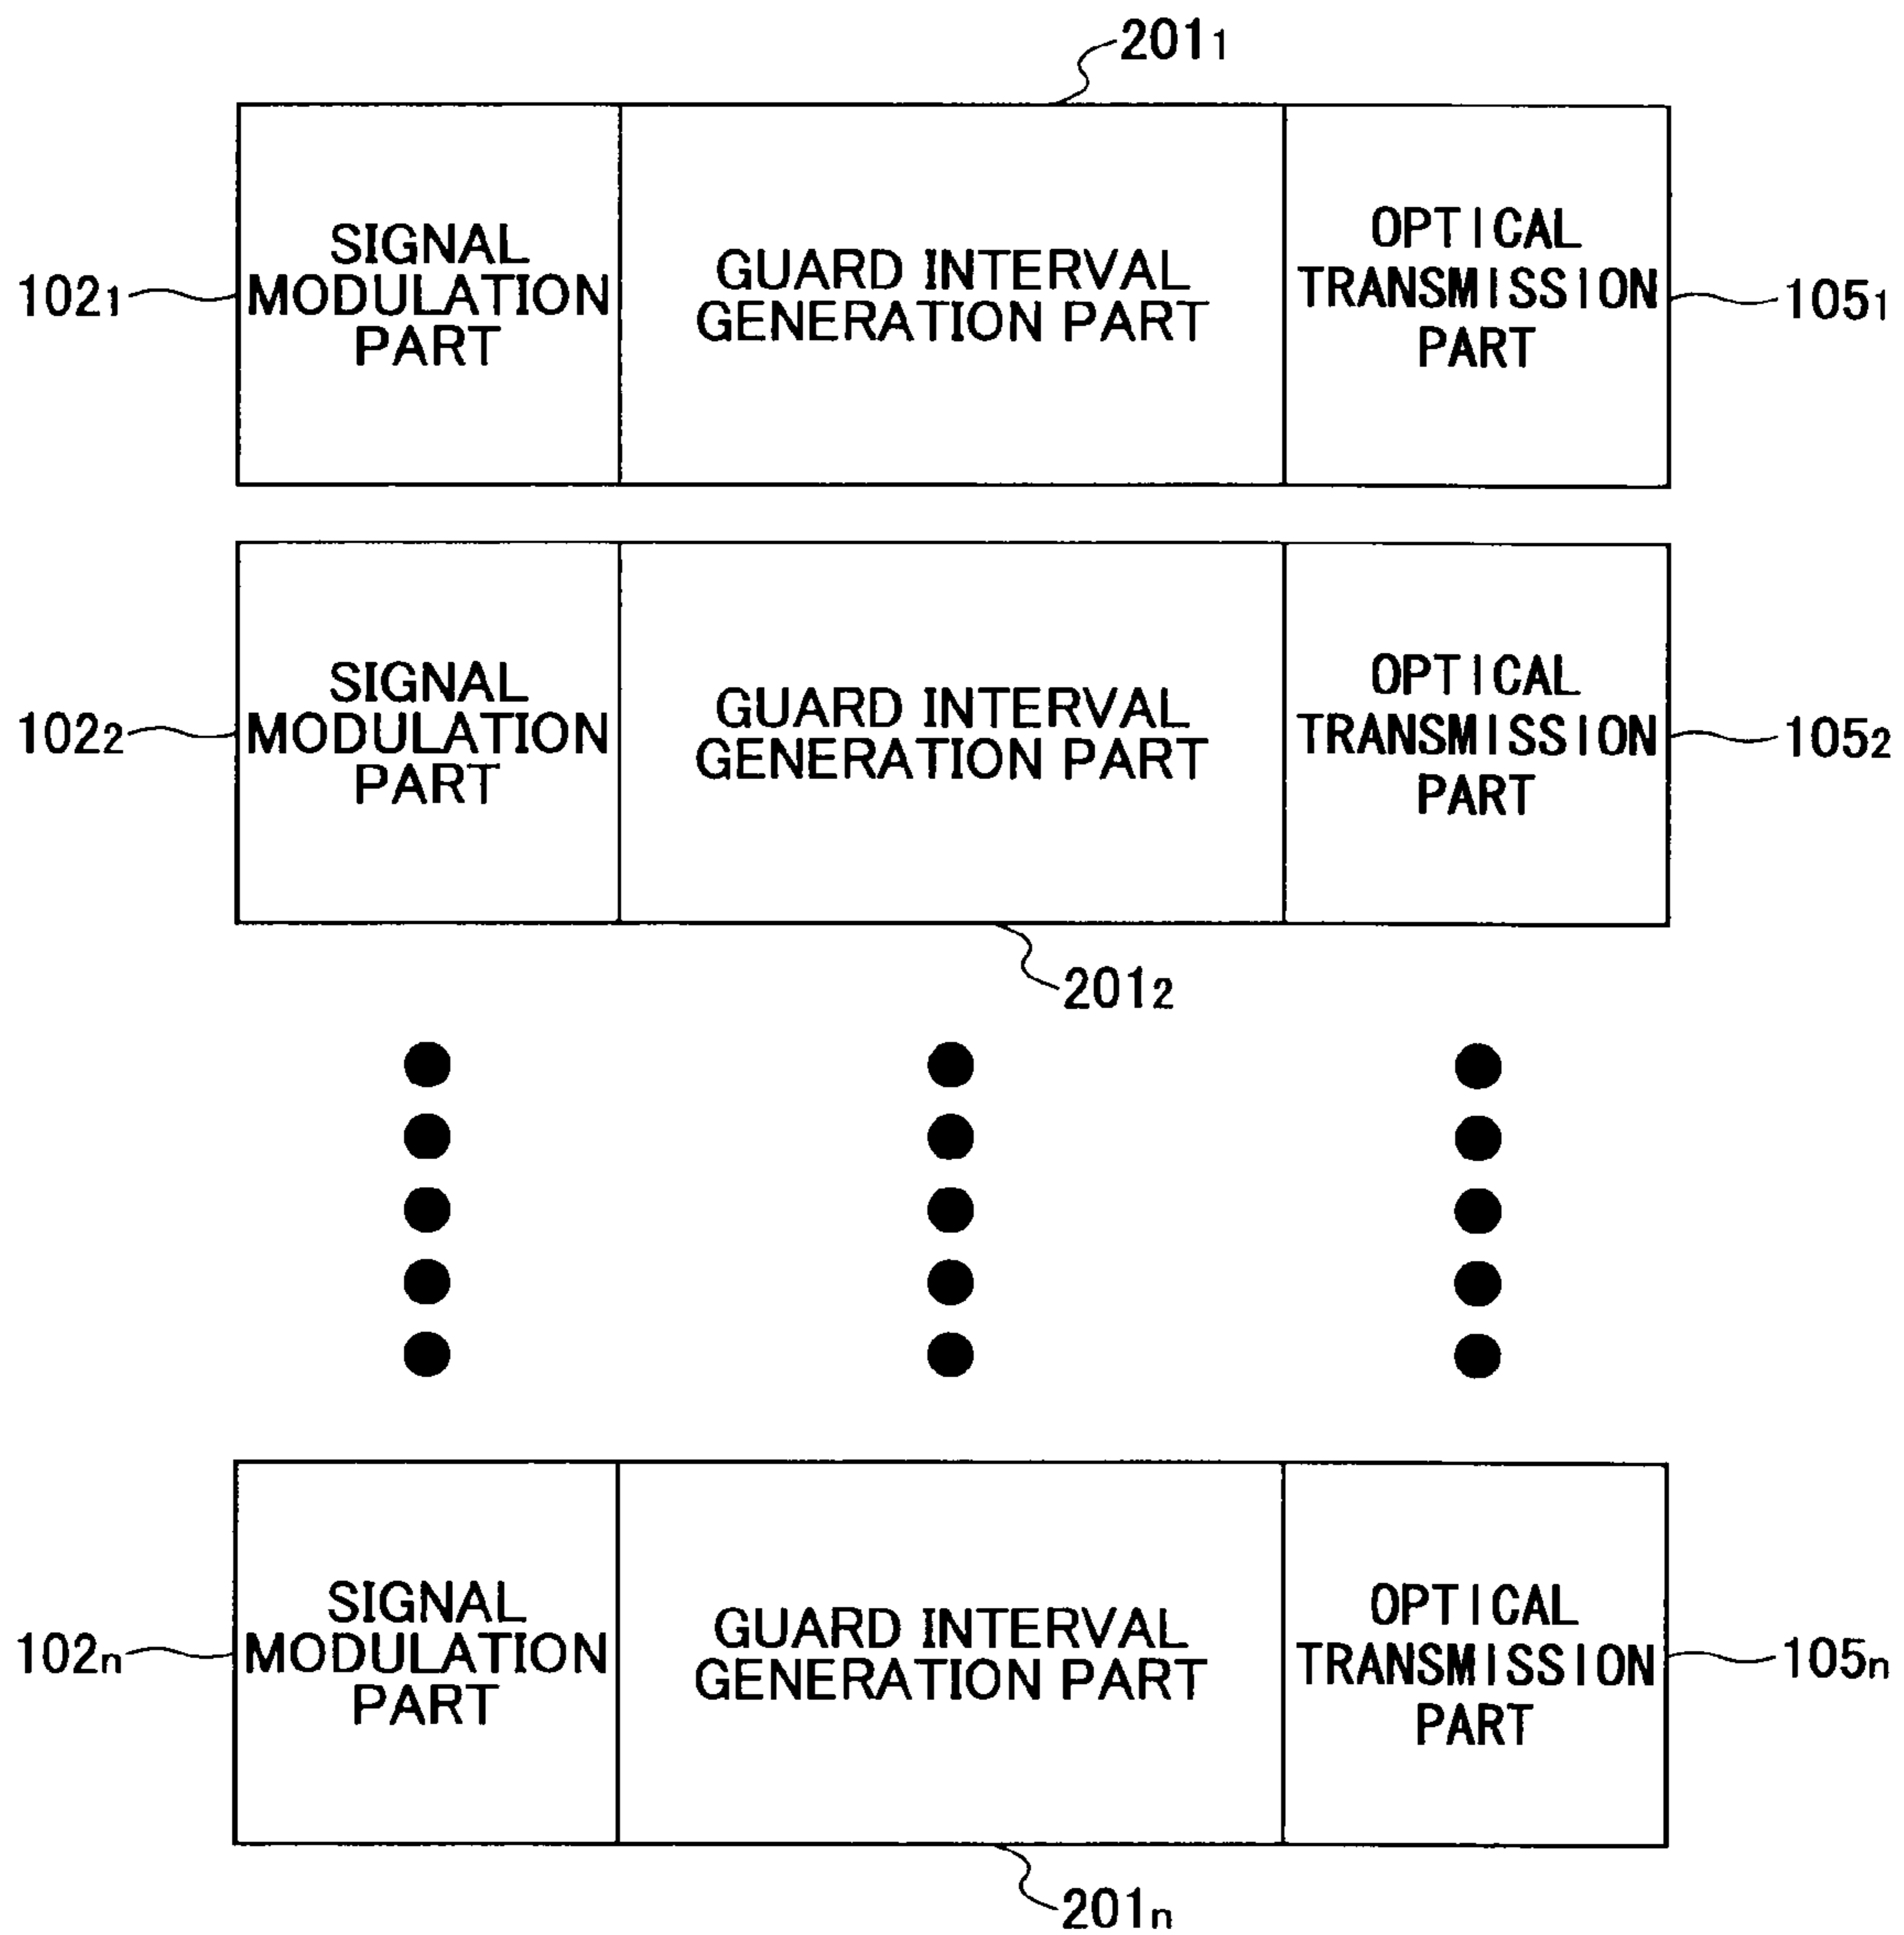 201₁
SIGNAL
MODULATION
PART
GUARD INTERVAL
GENERATION PART
OPTICAL
TRANSMISSION
PART
102₁
105₁
SIGNAL
MODULATION
PART
GUARD INTERVAL
GENERATION PART
OPTICAL
TRANSMISSION
PART
102₂
105₂
201₂
SIGNAL
MODULATION
PART
GUARD INTERVAL
GENERATION PART
OPTICAL
TRANSMISSION
PART
102ₙ
105ₙ
201ₙ